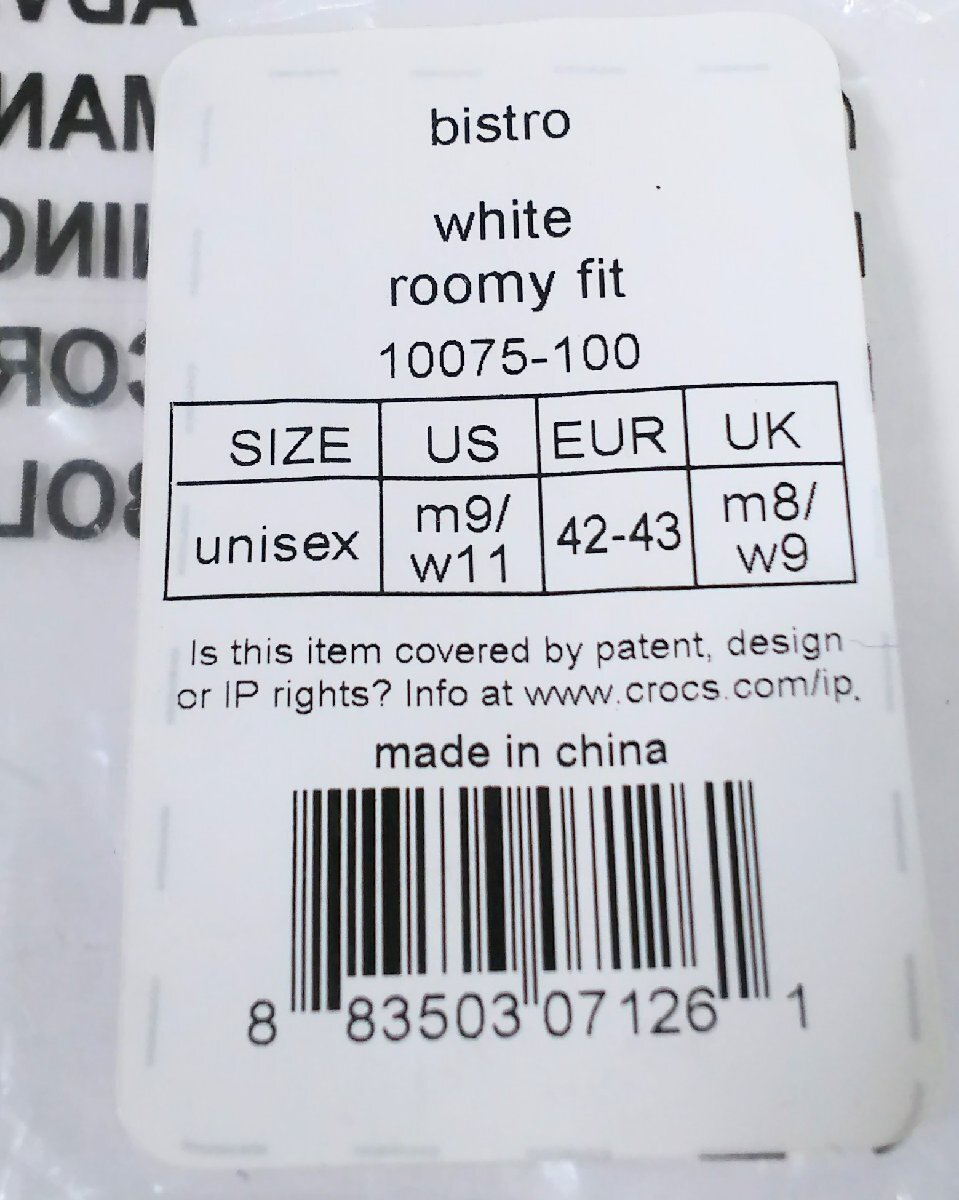 bistro
white
roomy fit
10075-100
SIZE US EUR UK
unisex m9/ w11 42-43 m8/ w9
Is this item covered by patent, design
or IP rights? Info at www.crocs.com/ip.
made in china
8 83503 07126 1